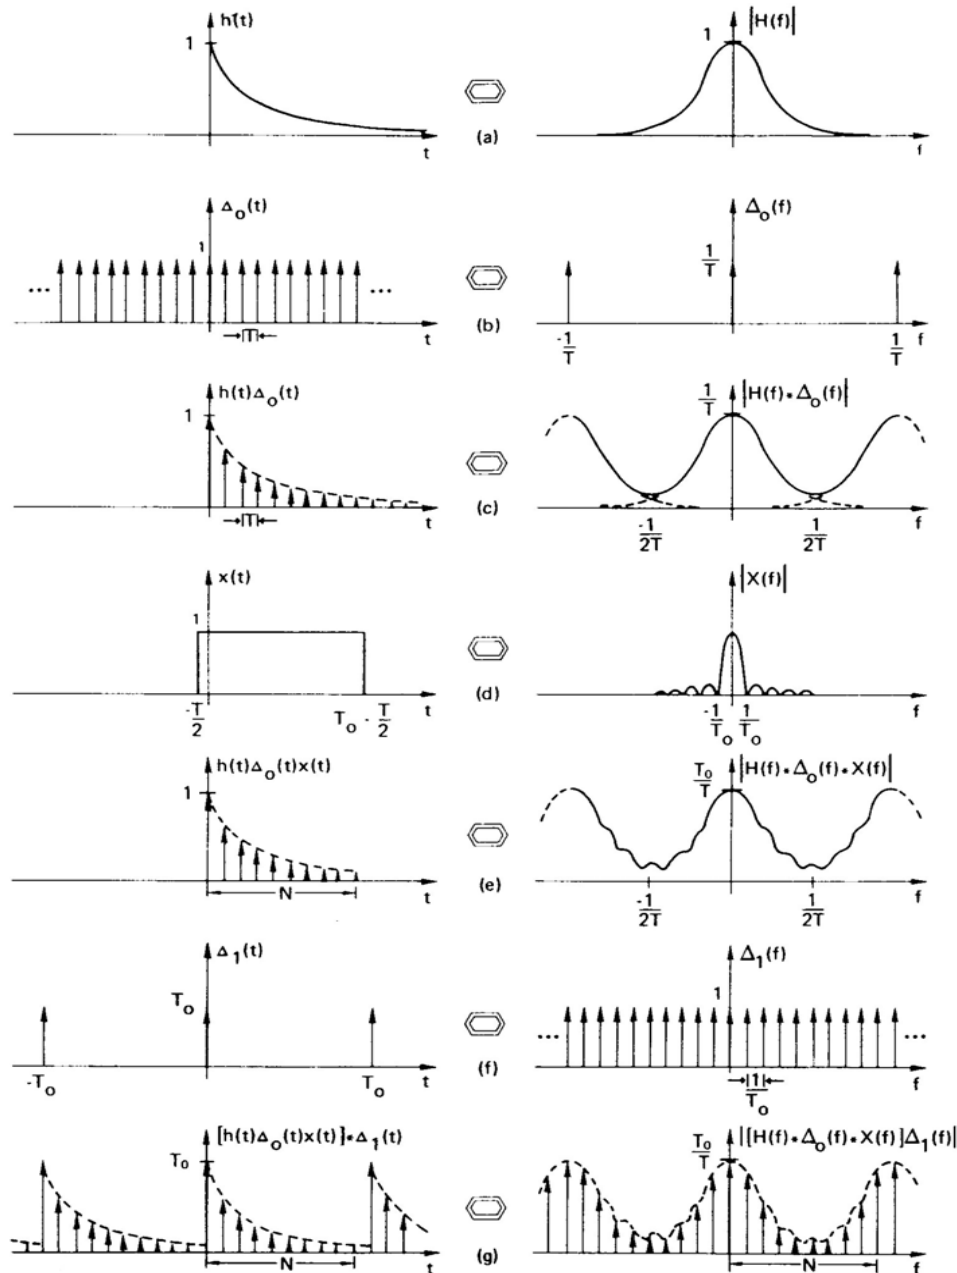 h(t) |H(f)|
1 1
t (a) f
Δ₀(t) Δ₀(f)
1 1/T
... ... (b)
T t -1/T 1/T f
h(t)Δ₀(t) |H(f)*Δ₀(f)|
1 1/T
T t (c) -1/2T 1/2T f
x(t) |X(f)|
1
-T/2 T₀ - T/2 t (d) -1/T₀ 1/T₀ f
h(t)Δ₀(t)x(t) |H(f)*Δ₀(f)*X(f)|
1 T₀/T
N t (e) -1/2T 1/2T f
Δ₁(t) Δ₁(f)
T₀ 1
... ...
-T₀ T₀ t (f) 1/T₀ f
[h(t)Δ₀(t)x(t)]*Δ₁(t) |[H(f)*Δ₀(f)*X(f)]Δ₁(f)|
T₀ T₀/T
N t (g) N f